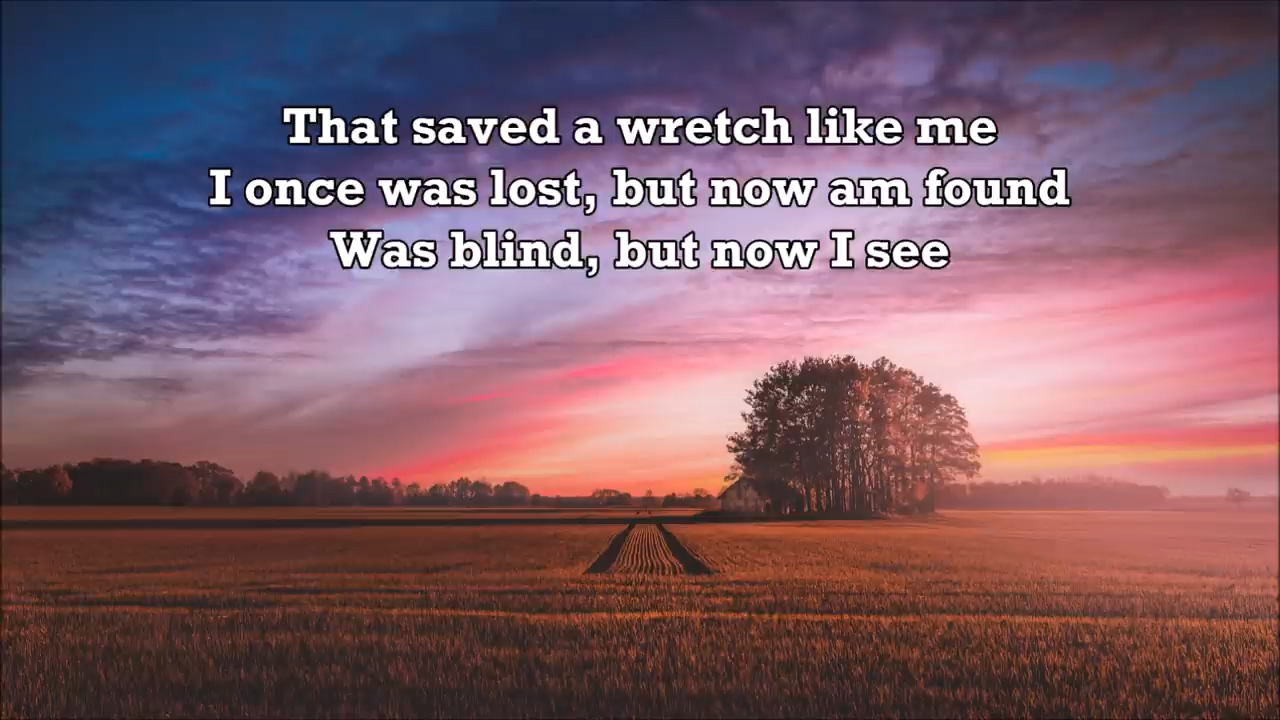 That saved a wretch like me
I once was lost, but now am found
Was blind, but now I see